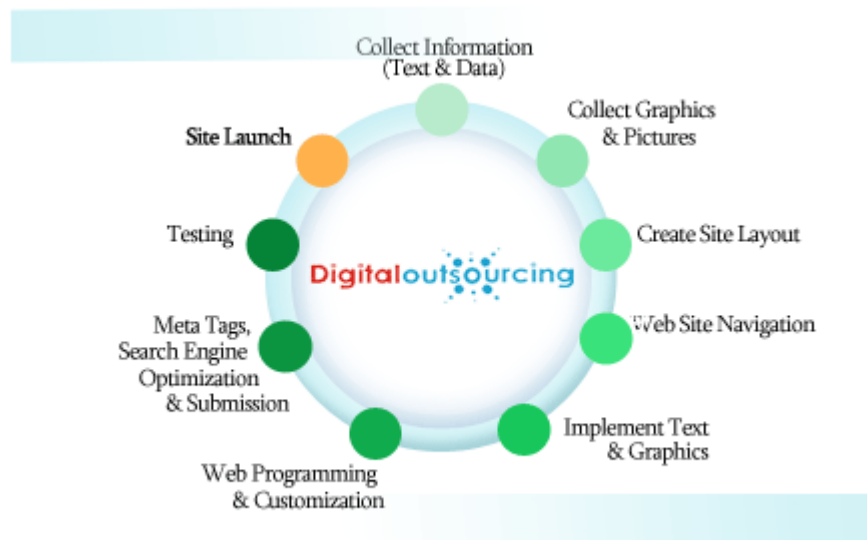 Collect Information
(Text & Data)
Collect Graphics
& Pictures
Create Site Layout
Web Site Navigation
Implement Text
& Graphics
Web Programming
& Customization
Meta Tags,
Search Engine
Optimization
& Submission
Testing
Site Launch
Digitaloutsourcing